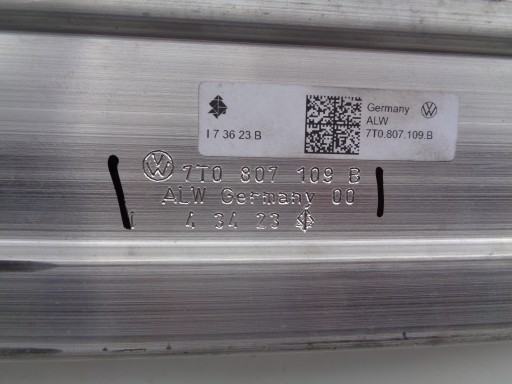 I 7 36 23 B
Germany
ALW
7T0.807.109.B
7T0 807 109 B
ALW Germany 00
4 34 23